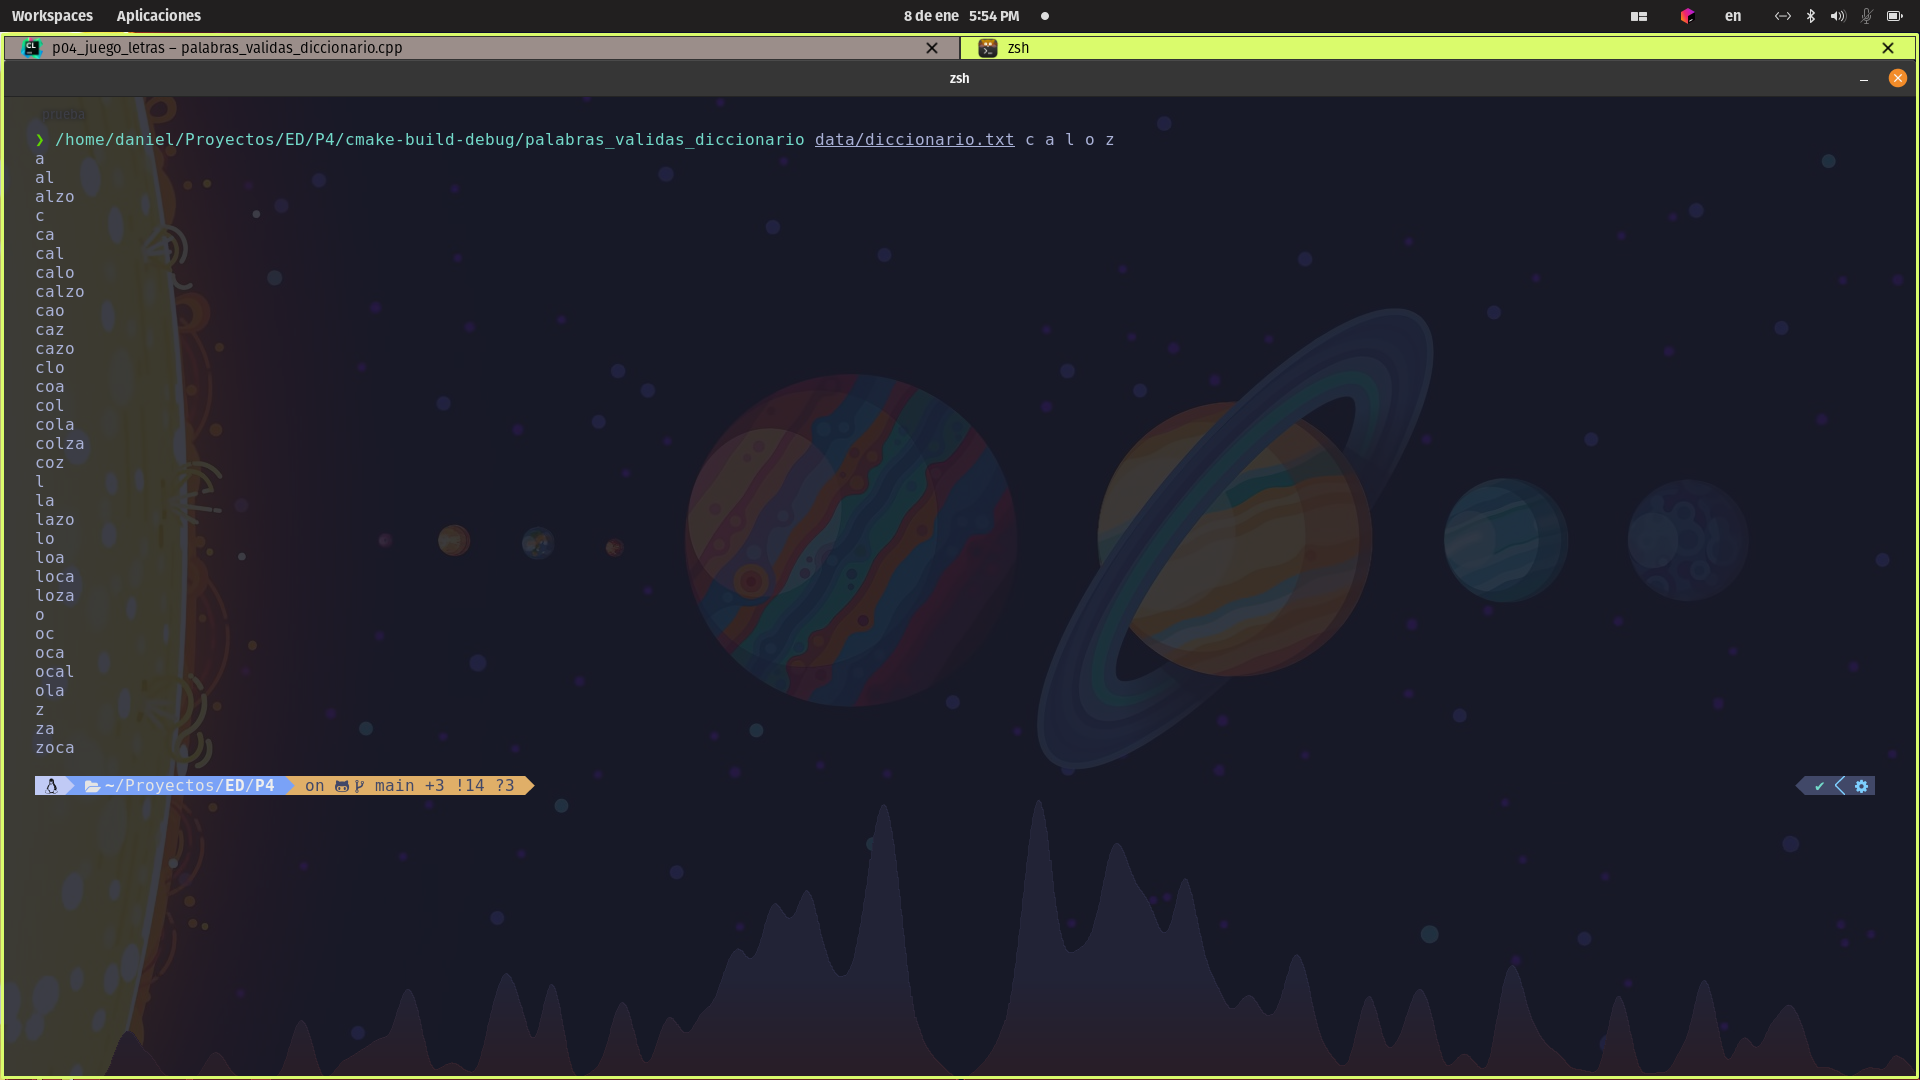 Workspaces Aplicaciones 8 de ene 5:54 PM en
p04_juego_letras – palabras_validas_diccionario.cpp zsh
zsh
prueba
❯ /home/daniel/Proyectos/ED/P4/cmake-build-debug/palabras_validas_diccionario data/diccionario.txt c a l o z
a
al
alzo
c
ca
cal
calo
calzo
cao
caz
cazo
clo
coa
col
cola
colza
coz
l
la
lazo
lo
loa
loca
loza
o
oc
oca
ocal
ola
z
za
zoca
~/Proyectos/ED/P4 on main +3 !14 ?3 ✔